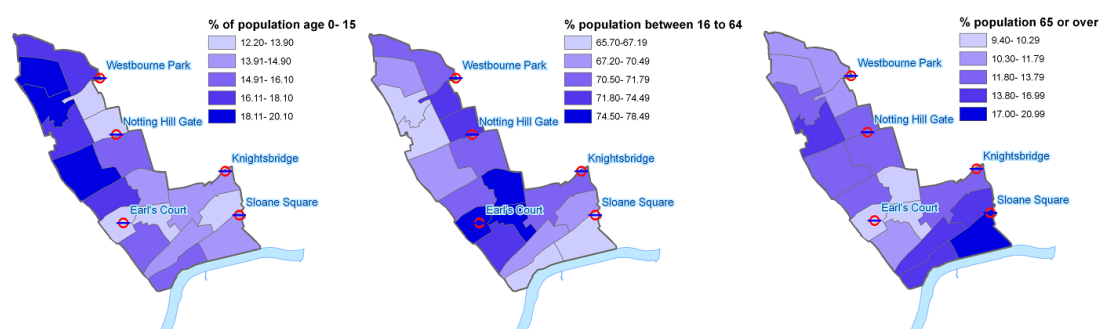 % of population age 0- 15
12.20- 13.90
13.91-14.90
14.91- 16.10
16.11- 18.10
18.11- 20.10
Westbourne Park
Notting Hill Gate
Knightsbridge
Earl's Court
Sloane Square
% population between 16 to 64
65.70-67.19
67.20- 70.49
70.50- 71.79
71.80- 74.49
74.50- 78.49
Westbourne Park
Notting Hill Gate
Knightsbridge
Earl's Court
Sloane Square
% population 65 or over
9.40- 10.29
10.30- 11.79
11.80- 13.79
13.80- 16.99
17.00- 20.99
Westbourne Park
Notting Hill Gate
Knightsbridge
Earl's Court
Sloane Square